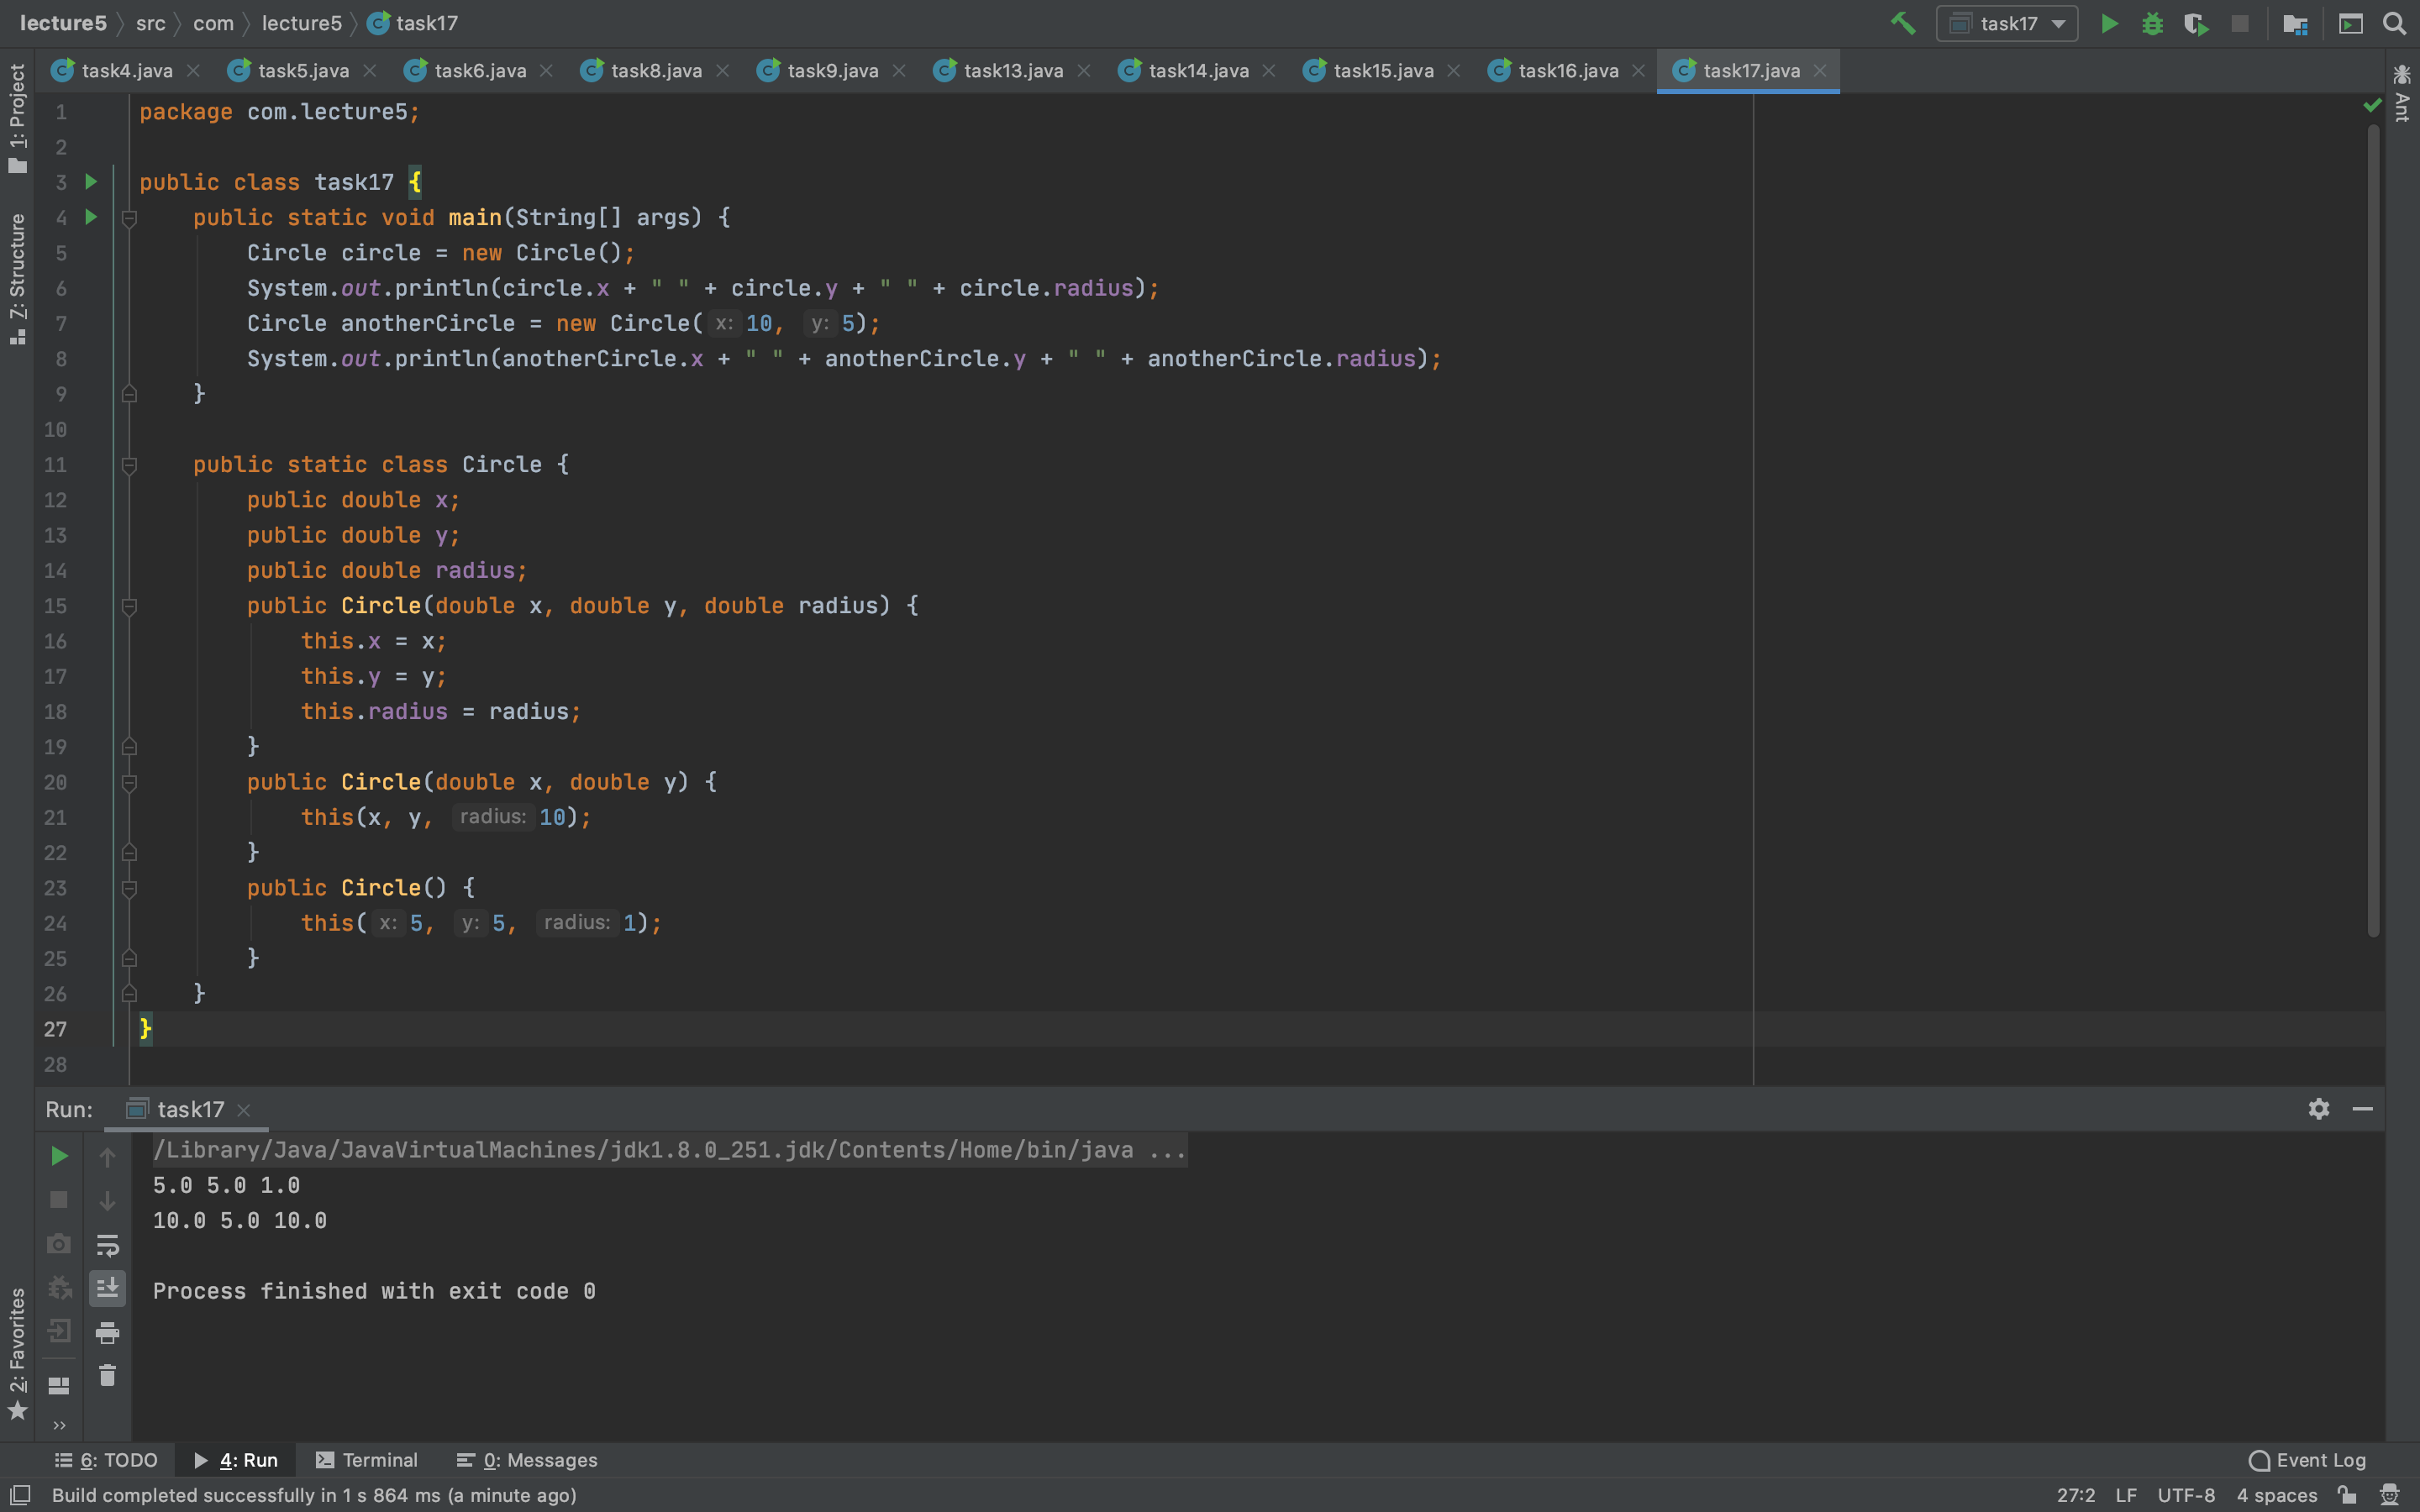 lecture5 src com lecture5 task17
task17
task4.java task5.java task6.java task8.java task9.java task13.java task14.java task15.java task16.java task17.java
1: Project
7: Structure
2: Favorites
Ant
1 package com.lecture5;
2
3 public class task17 {
4     public static void main(String[] args) {
5         Circle circle = new Circle();
6         System.out.println(circle.x + " " + circle.y + " " + circle.radius);
7         Circle anotherCircle = new Circle( x: 10, y: 5);
8         System.out.println(anotherCircle.x + " " + anotherCircle.y + " " + anotherCircle.radius);
9     }
10
11     public static class Circle {
12         public double x;
13         public double y;
14         public double radius;
15         public Circle(double x, double y, double radius) {
16             this.x = x;
17             this.y = y;
18             this.radius = radius;
19         }
20         public Circle(double x, double y) {
21             this(x, y, radius: 10);
22         }
23         public Circle() {
24             this( x: 5, y: 5, radius: 1);
25         }
26     }
27 }
28
Run: task17
/Library/Java/JavaVirtualMachines/jdk1.8.0_251.jdk/Contents/Home/bin/java ...
5.0 5.0 1.0
10.0 5.0 10.0
Process finished with exit code 0
6: TODO 4: Run Terminal 0: Messages Event Log
Build completed successfully in 1 s 864 ms (a minute ago) 27:2 LF UTF-8 4 spaces